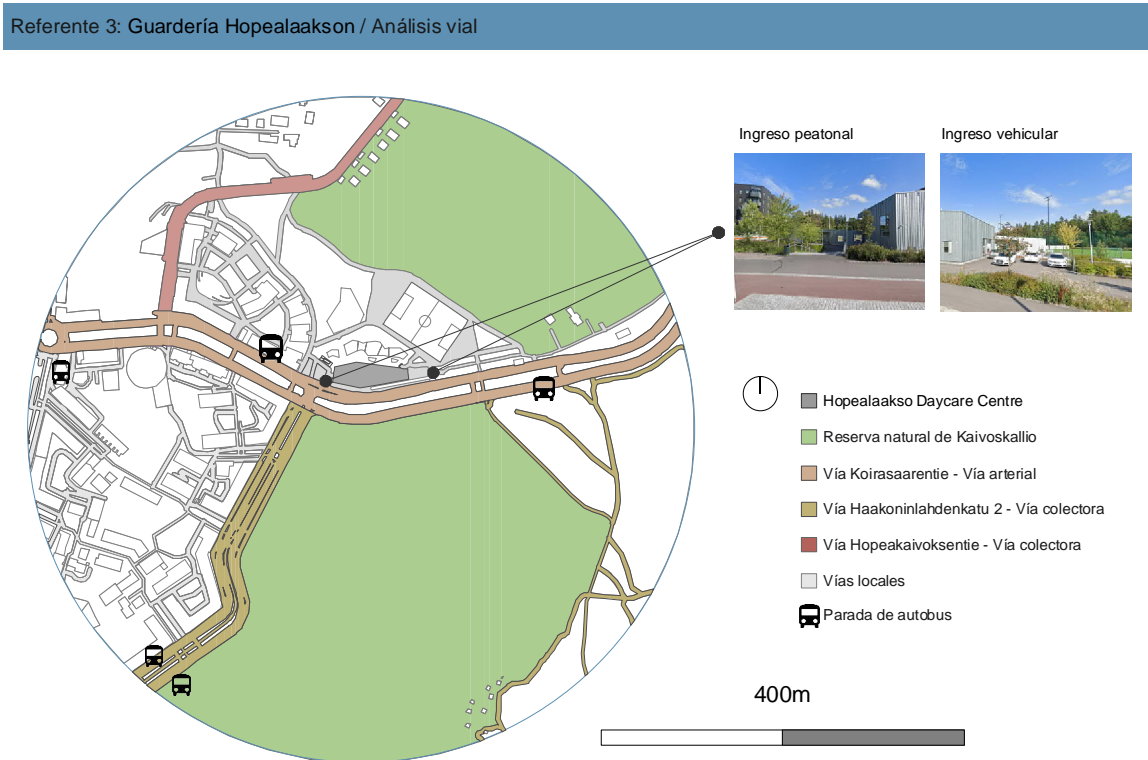 Referente 3: Guardería Hopealaakson / Análisis vial
Ingreso peatonal
Ingreso vehicular
Hopealaakso Daycare Centre
Reserva natural de Kaivoskallio
Vía Koirasaarentie - Vía arterial
Vía Haakoninlahdenkatu 2 - Vía colectora
Vía Hopeakaivoksentie - Vía colectora
Vías locales
Parada de autobus
400m